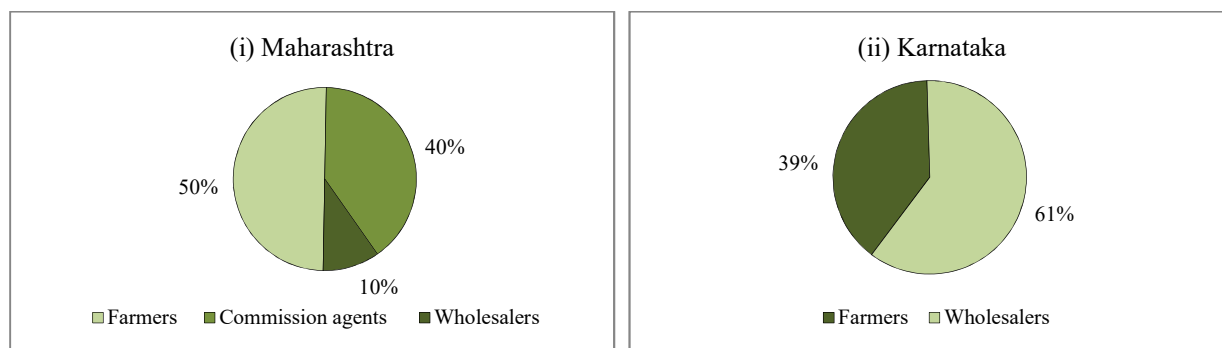 (i) Maharashtra
40%
50%
10%
Farmers Commission agents Wholesalers
(ii) Karnataka
39%
61%
Farmers Wholesalers